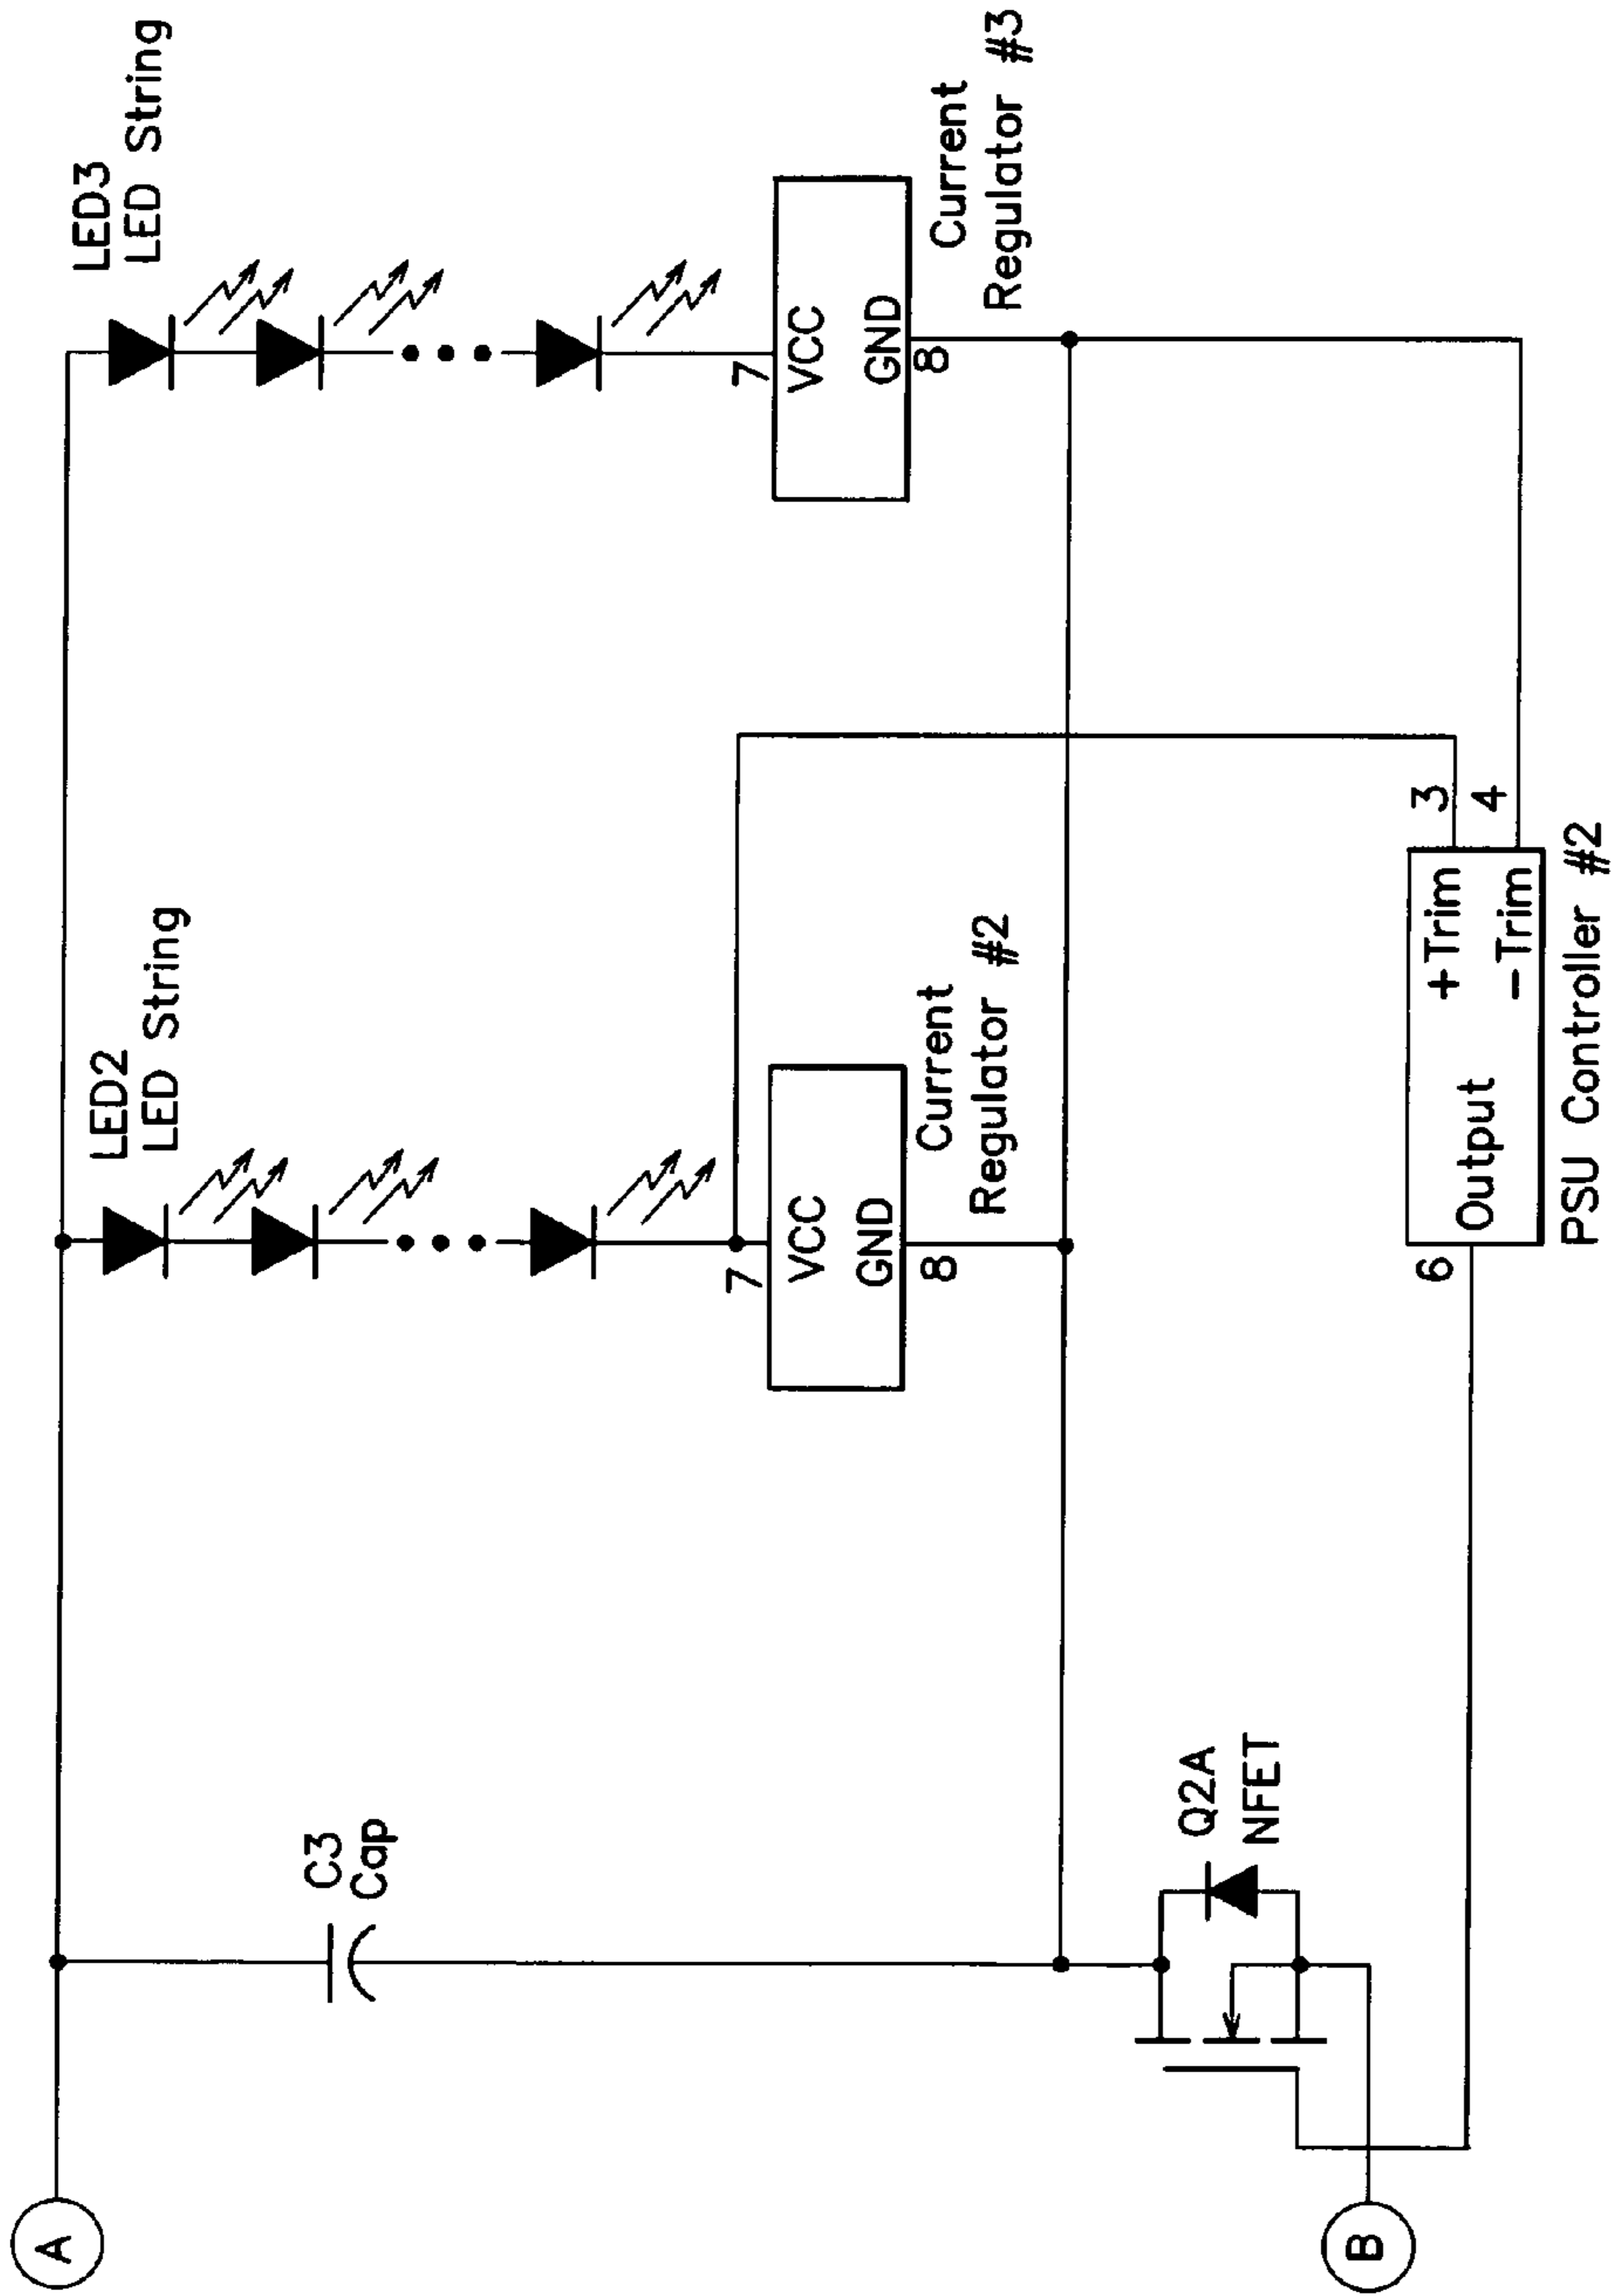 LED3
LED String
LED2
LED String
C3
Cap
A
7
VCC
GND
8
Current
Regulator #3
7
VCC
GND
8
Current
Regulator #2
Q2A
NFET
B
3
4
+Trim
-Trim
Output
6
PSU Controller #2